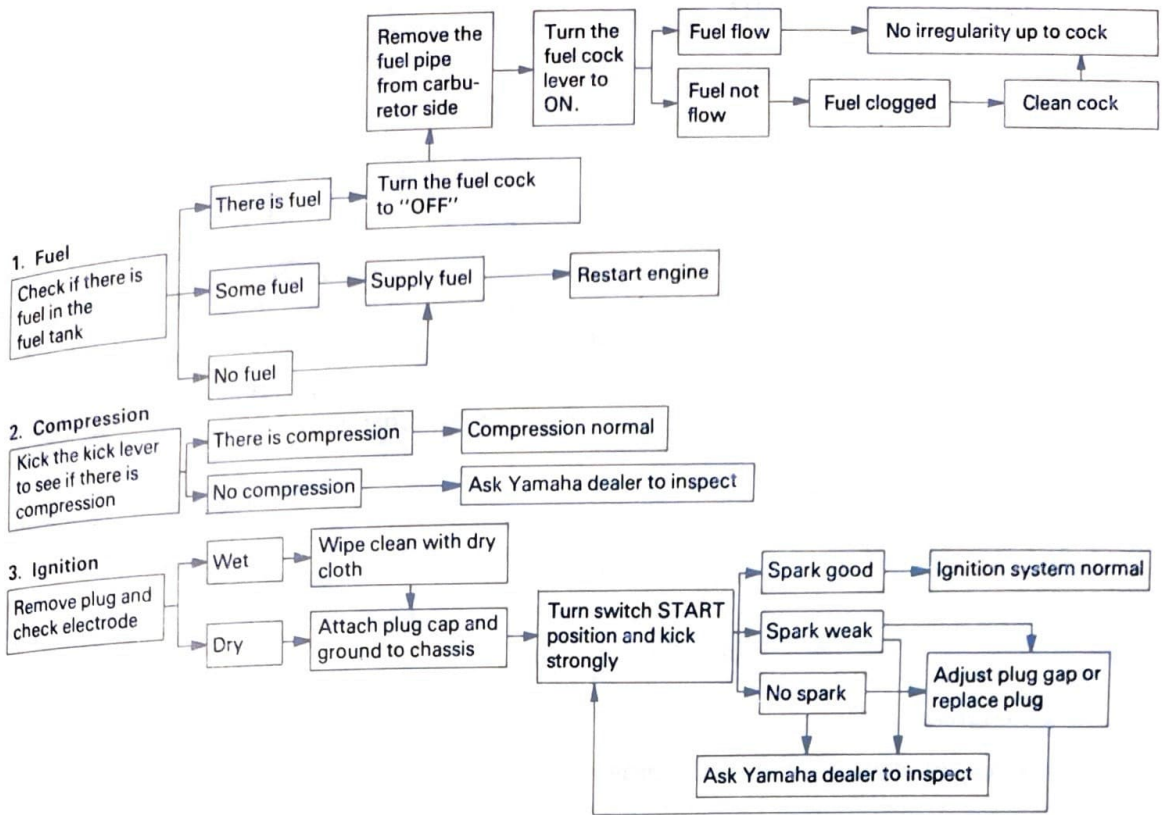 Remove the
fuel pipe
from carbu-
retor side
Turn the
fuel cock
lever to
ON.
Fuel flow
No irregularity up to cock
Fuel not
flow
Fuel clogged
Clean cock
There is fuel
Turn the fuel cock
to "OFF"
1. Fuel
Check if there is
fuel in the
fuel tank
Some fuel
Supply fuel
Restart engine
No fuel
2. Compression
Kick the kick lever
to see if there is
compression
There is compression
Compression normal
No compression
Ask Yamaha dealer to inspect
3. Ignition
Remove plug and
check electrode
Wet
Wipe clean with dry
cloth
Dry
Attach plug cap and
ground to chassis
Turn switch START
position and kick
strongly
Spark good
Ignition system normal
Spark weak
No spark
Adjust plug gap or
replace plug
Ask Yamaha dealer to inspect